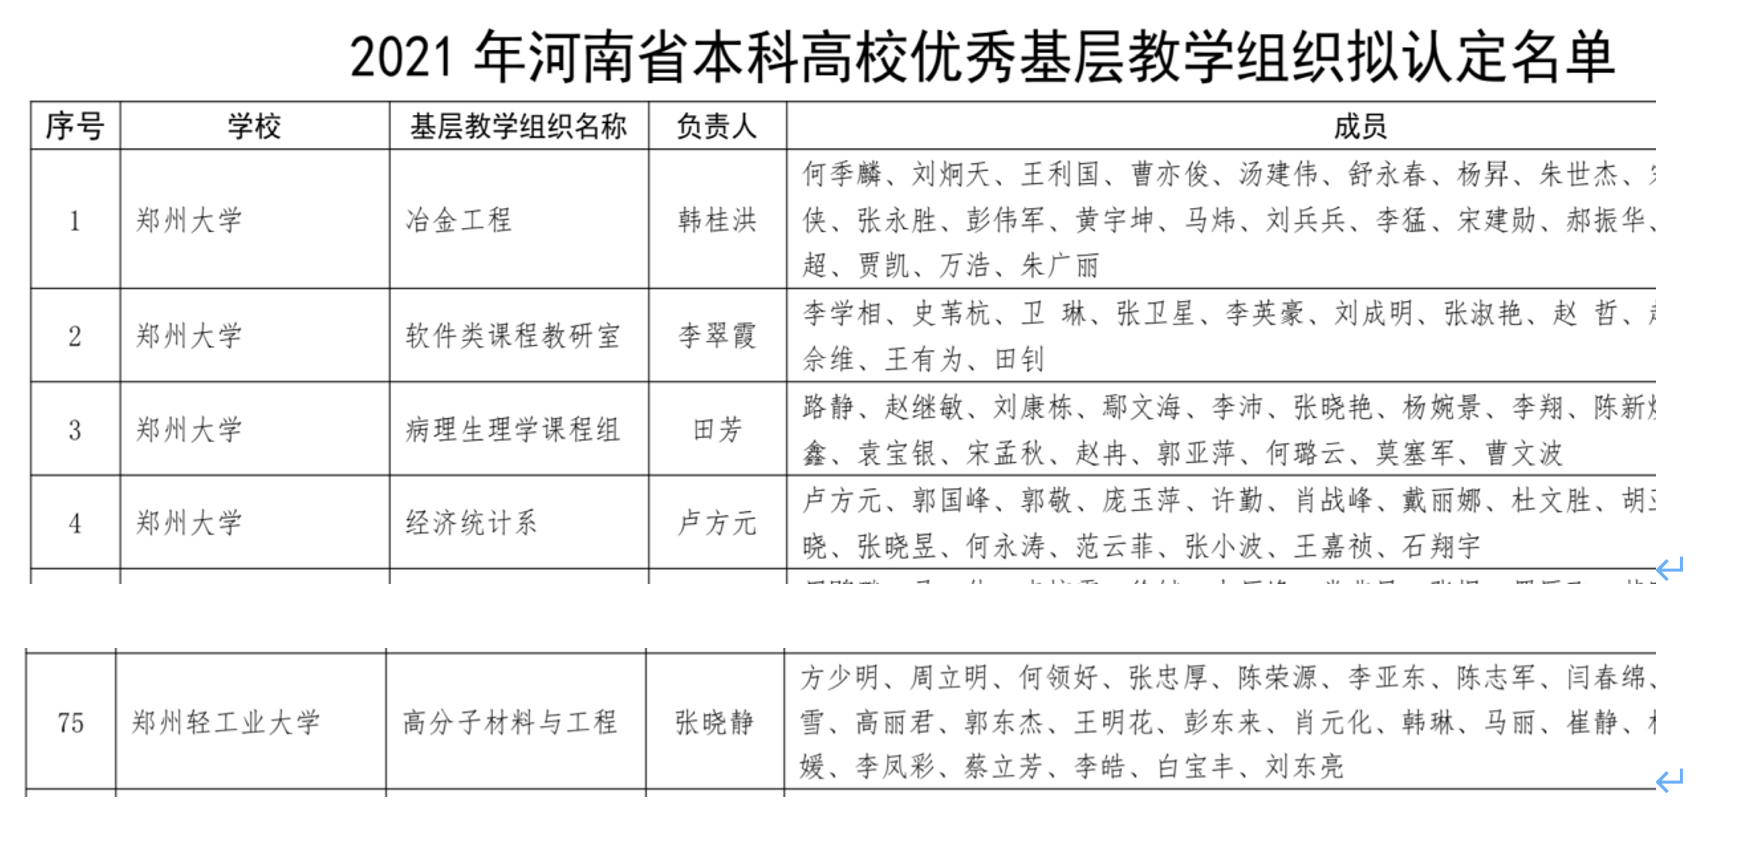 2021 年河南省本科高校优秀基层教学组织拟认定名单
序号 学校 基层教学组织名称 负责人 成员
何季麟、刘炯天、王利国、曹亦俊、汤建伟、舒永春、杨昇、朱世杰、
1 郑州大学 冶金工程 韩桂洪 侠、张永胜、彭伟军、黄宇坤、马炜、刘兵兵、李猛、宋建勋、郝振华、
超、贾凯、万浩、朱广丽
李学相、史苇杭、卫 琳、张卫星、李英豪、刘成明、张淑艳、赵 哲、
2 郑州大学 软件类课程教研室 李翠霞
佘维、王有为、田钊
路静、赵继敏、刘康栋、鄢文海、李沛、张晓艳、杨婉景、李翔、陈新
3 郑州大学 病理生理学课程组 田芳
鑫、袁宝银、宋孟秋、赵冉、郭亚萍、何璐云、莫塞军、曹文波
卢方元、郭国峰、郭敬、庞玉萍、许勤、肖战峰、戴丽娜、杜文胜、胡
4 郑州大学 经济统计系 卢方元
晓、张晓昱、何永涛、范云菲、张小波、王嘉祯、石翔宇
方少明、周立明、何领好、张忠厚、陈荣源、李亚东、陈志军、闫春绵、
75 郑州轻工业大学 高分子材料与工程 张晓静 雪、高丽君、郭东杰、王明花、彭东来、肖元化、韩琳、马丽、崔静、
媛、李凤彩、蔡立芳、李皓、白宝丰、刘东亮